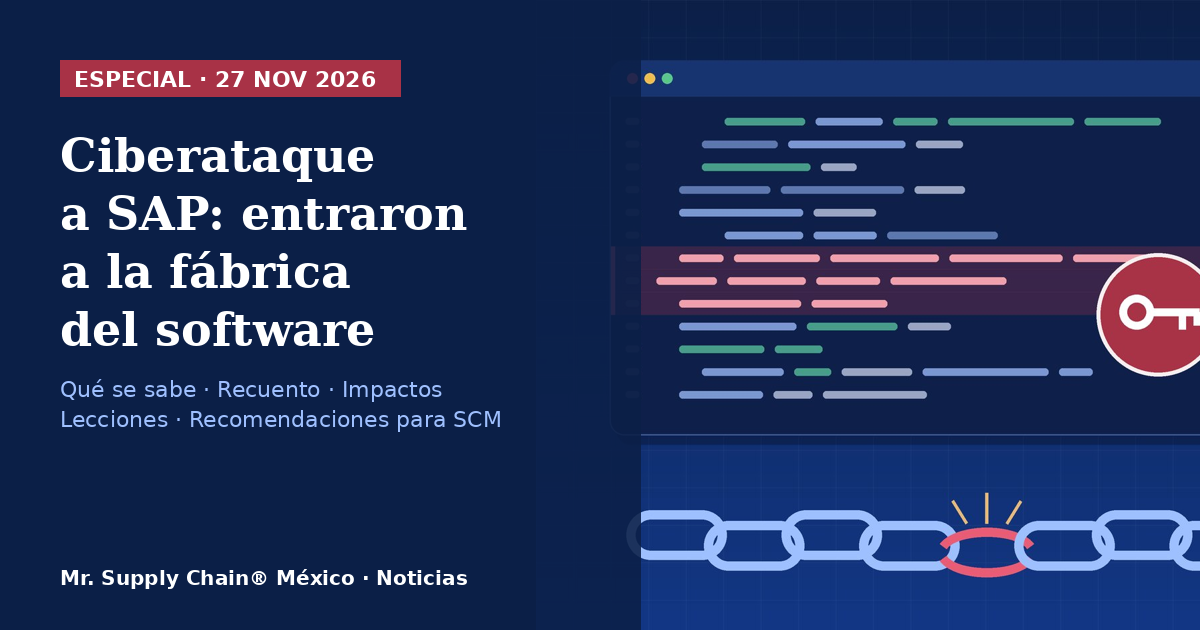 ESPECIAL · 27 NOV 2026
Ciberataque
a SAP: entraron
a la fábrica
del software
Qué se sabe · Recuento · Impactos
Lecciones · Recomendaciones para SCM
Mr. Supply Chain® México · Noticias